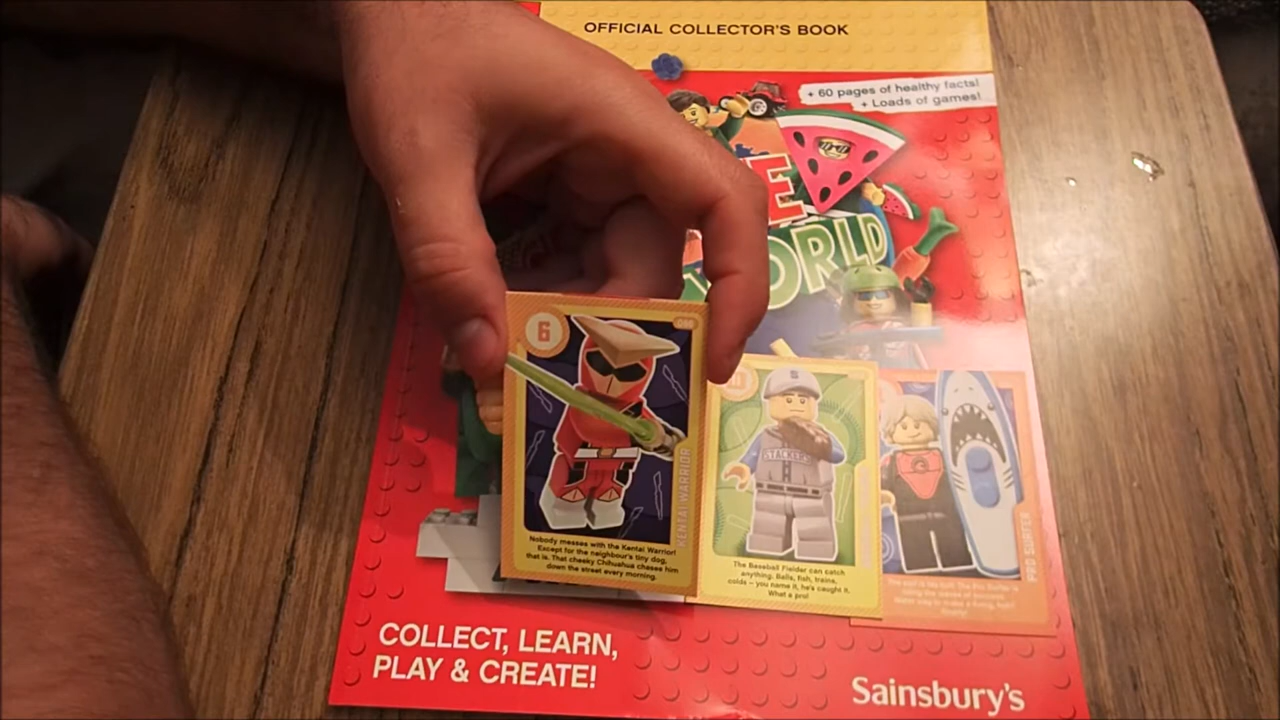 OFFICIAL COLLECTOR'S BOOK
+ 60 pages of healthy facts!
+ Loads of games!
E
WORLD
6
KENTAI WARRIOR
Nobody messes with the Kentai Warrior!
Except for the neighbour's tiny dog,
that is. That cheeky Chihuahua chases him
down the street every morning.
S
STACKERS
The Baseball Fielder can catch
anything. Balls, fish, trains,
colds – you name it, he's caught it.
What a pro!
PRO SURFER
COLLECT, LEARN,
PLAY & CREATE!
Sainsbury's